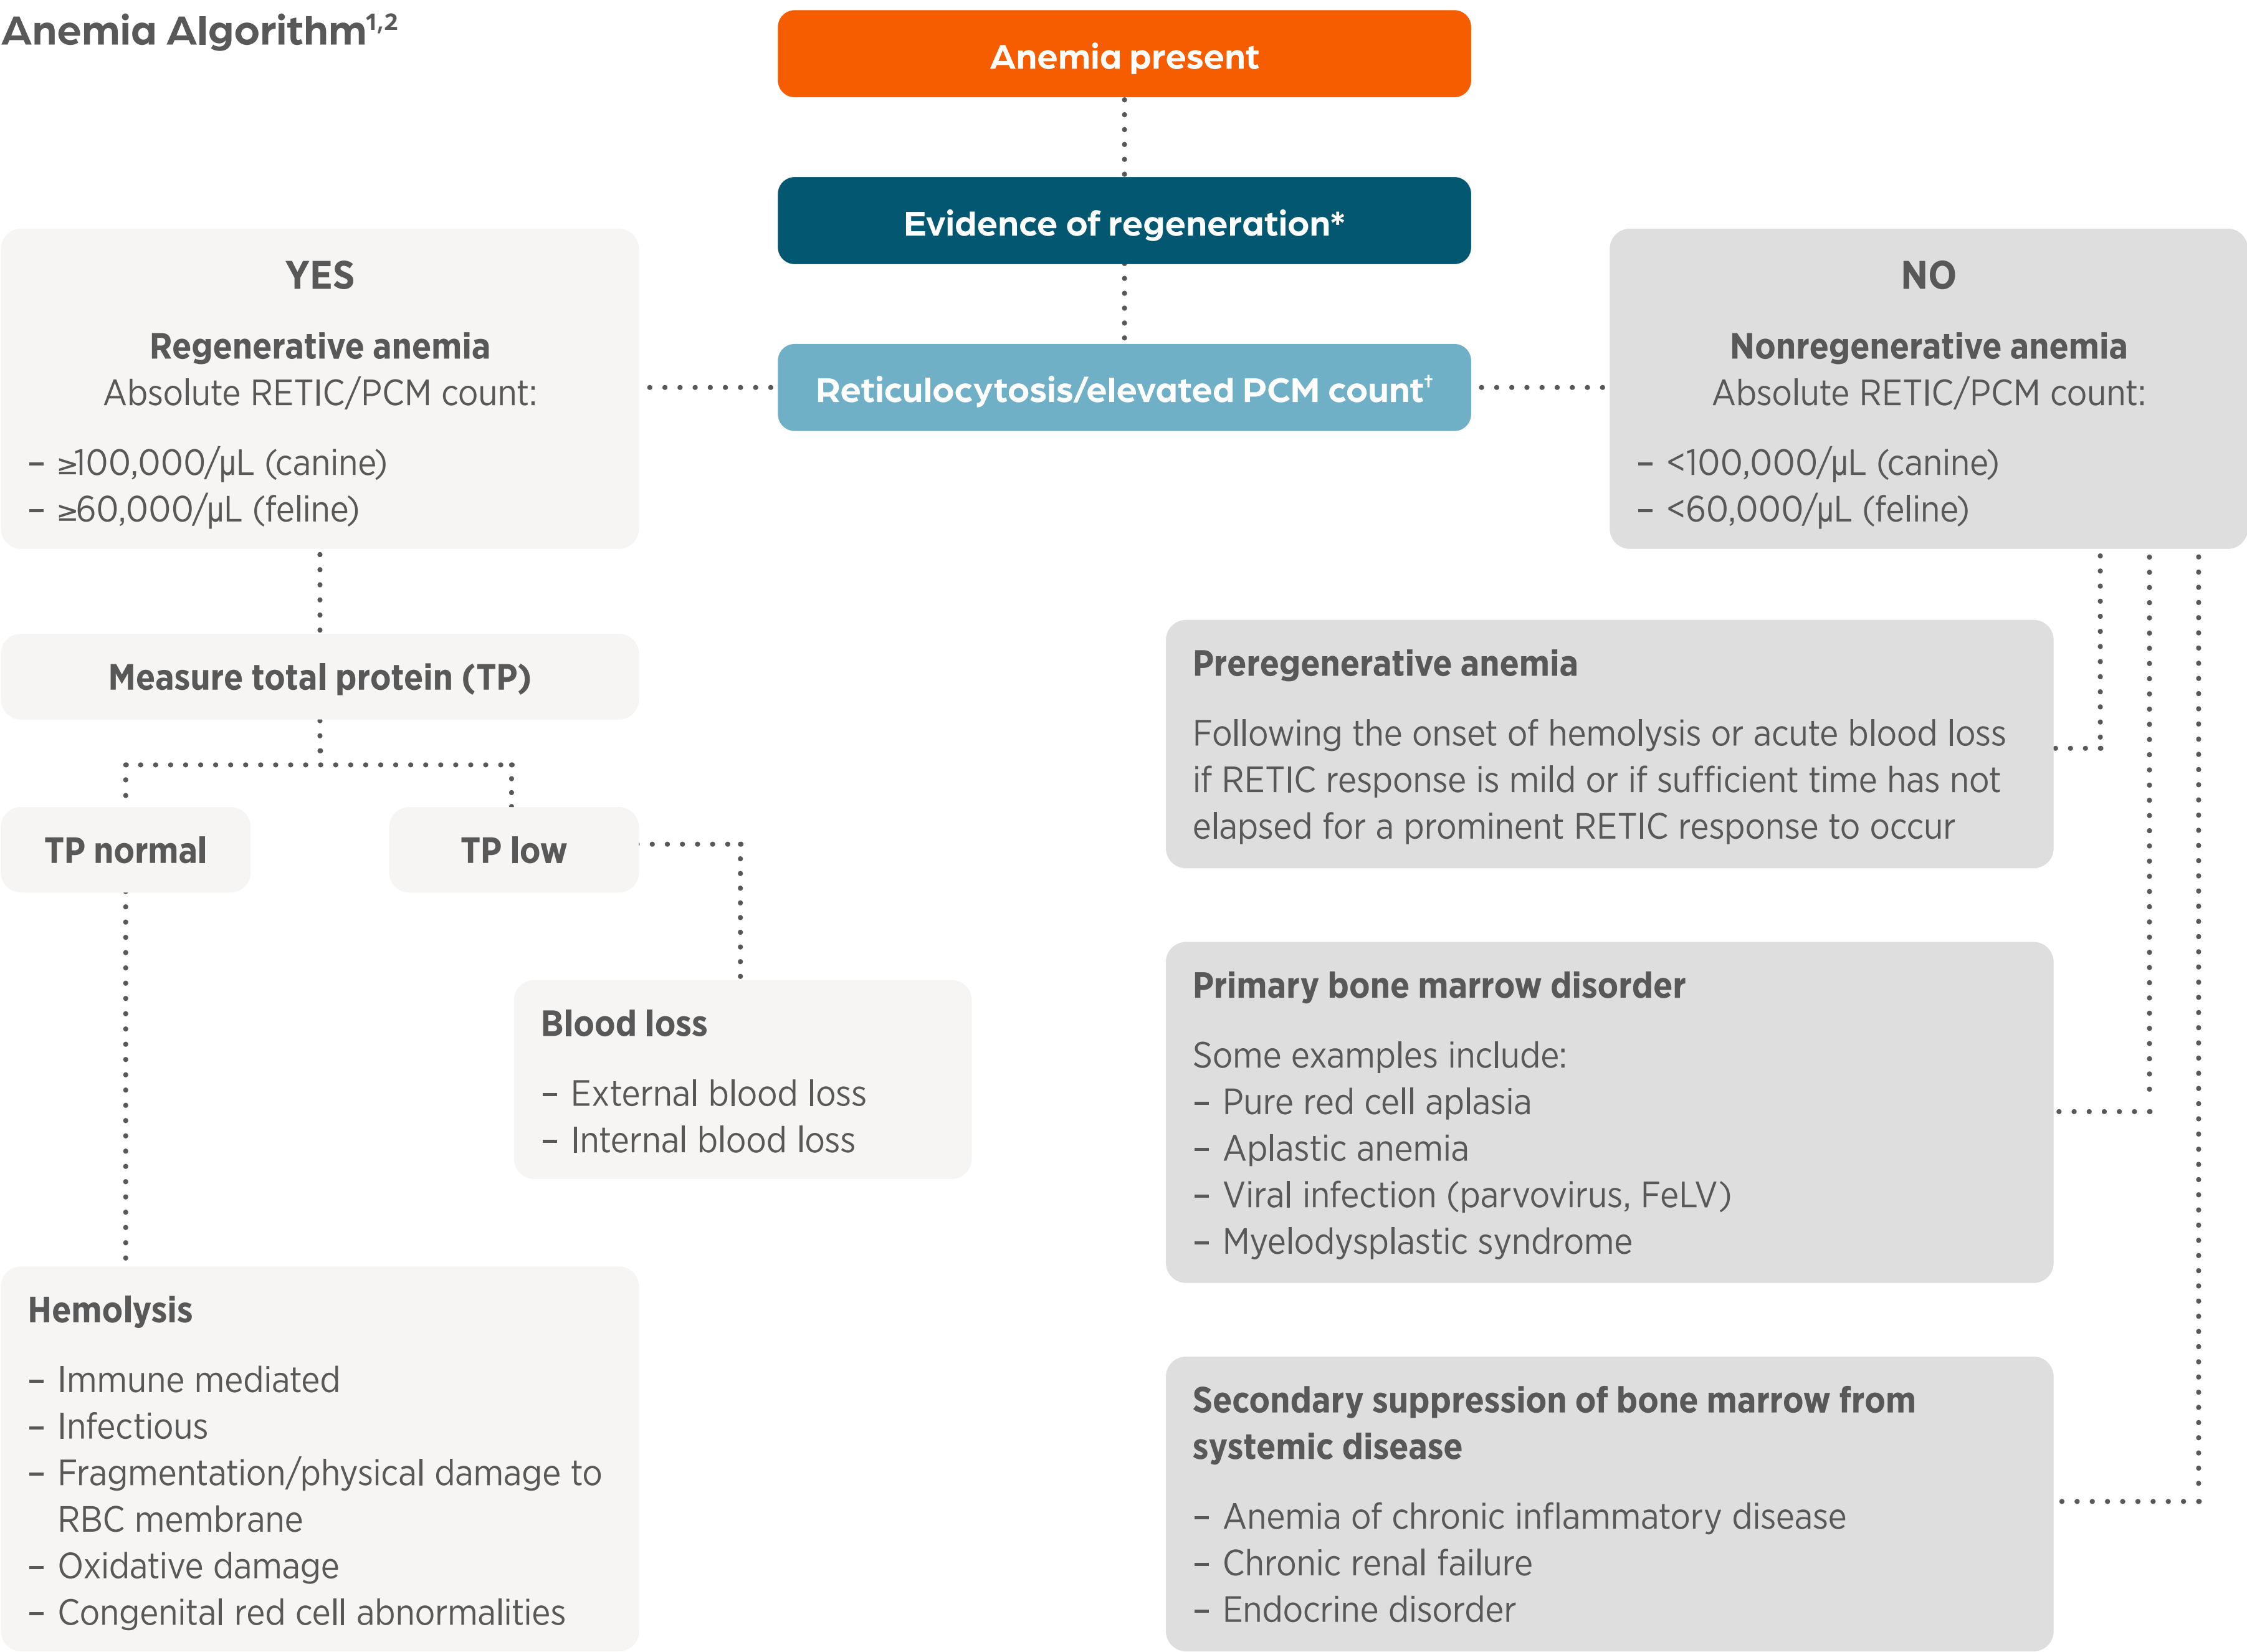 Anemia Algorithm1,2
Anemia present
Evidence of regeneration*
Reticulocytosis/elevated PCM count†
YES
Regenerative anemia
Absolute RETIC/PCM count:
– ≥100,000/µL (canine)
– ≥60,000/µL (feline)
NO
Nonregenerative anemia
Absolute RETIC/PCM count:
– <100,000/µL (canine)
– <60,000/µL (feline)
Measure total protein (TP)
TP normal
TP low
Blood loss
– External blood loss
– Internal blood loss
Hemolysis
– Immune mediated
– Infectious
– Fragmentation/physical damage to
RBC membrane
– Oxidative damage
– Congenital red cell abnormalities
Preregenerative anemia
Following the onset of hemolysis or acute blood loss
if RETIC response is mild or if sufficient time has not
elapsed for a prominent RETIC response to occur
Primary bone marrow disorder
Some examples include:
– Pure red cell aplasia
– Aplastic anemia
– Viral infection (parvovirus, FeLV)
– Myelodysplastic syndrome
Secondary suppression of bone marrow from
systemic disease
– Anemia of chronic inflammatory disease
– Chronic renal failure
– Endocrine disorder